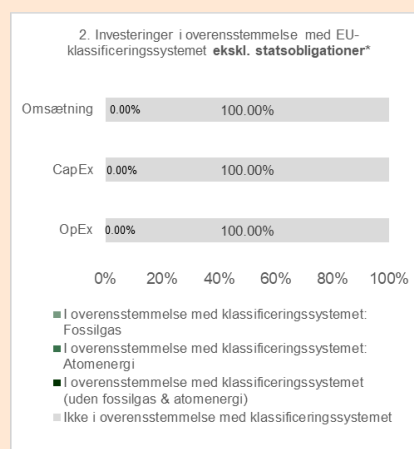 2. Investeringer i overensstemmelse med EU-
klassificeringssystemet ekskl. statsobligationer*
Omsætning 0.00% 100.00%
CapEx 0.00% 100.00%
OpEx 0.00% 100.00%
0% 20% 40% 60% 80% 100%
I overensstemmelse med klassificeringssystemet:
Fossilgas
I overensstemmelse med klassificeringssystemet:
Atomenergi
I overensstemmelse med klassificeringssystemet
(uden fossilgas & atomenergi)
Ikke i overensstemmelse med klassificeringssystemet